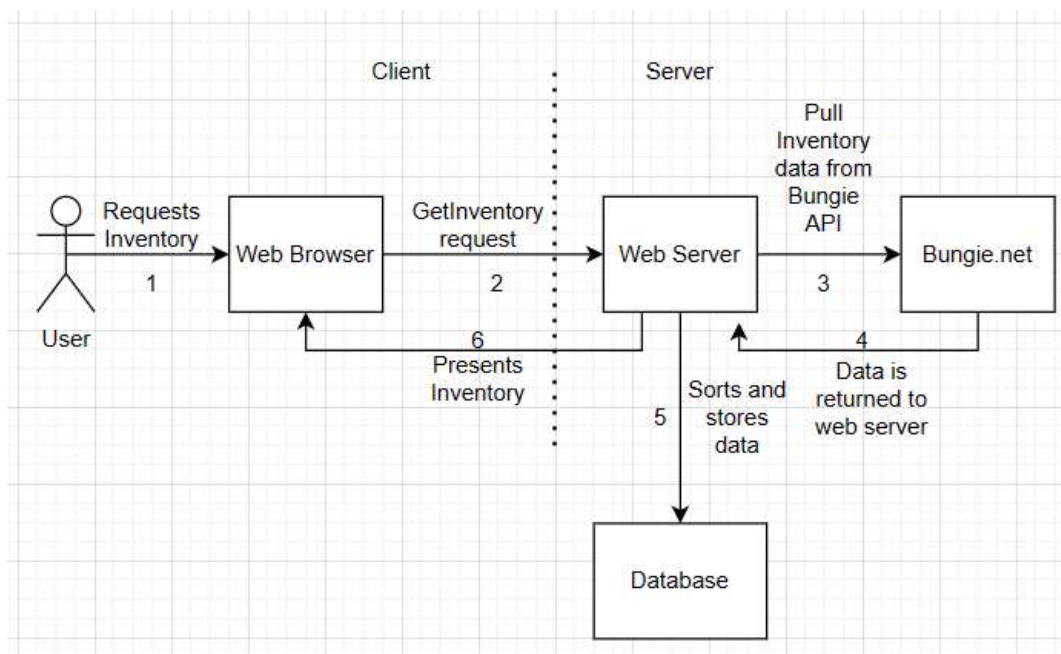 Client
Server
Pull
Inventory
data from
Bungie
API
Requests
Inventory
1
User
Web Browser
GetInventory
request
2
Web Server
3
Bungie.net
6
Presents
Inventory
4
Data is
returned to
web server
5
Sorts and
stores
data
Database